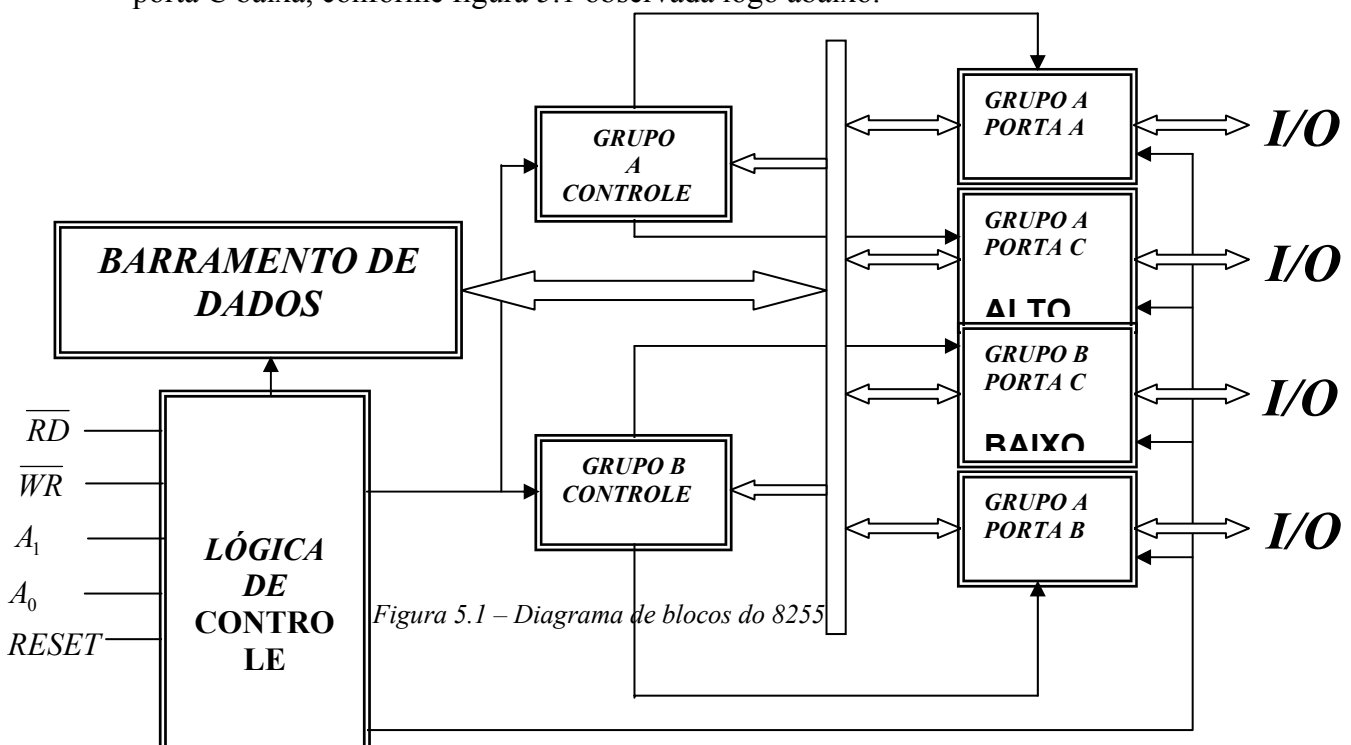 porta C baixa, conforme figura 5.1 observada logo abaixo:
GRUPO A
PORTA A
I/O
GRUPO
A
CONTROLE
GRUPO A
PORTA C
ALTO
I/O
BARRAMENTO DE
DADOS
GRUPO B
PORTA C
BAIXO
I/O
RD
WR
A1
A0
RESET
LÓGICA
DE
CONTRO
LE
GRUPO B
CONTROLE
GRUPO A
PORTA B
I/O
Figura 5.1 – Diagrama de blocos do 8255